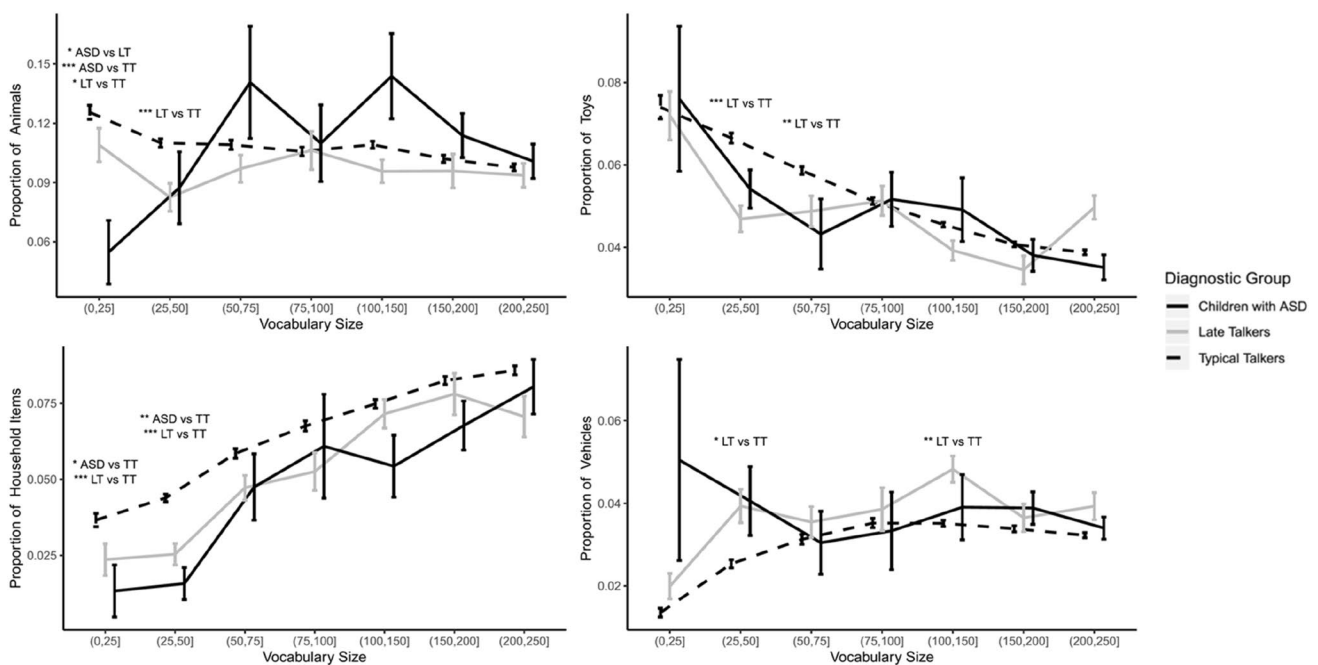 * ASD vs LT
*** ASD vs TT
* LT vs TT
*** LT vs TT
0.15
0.12
0.09
0.06
Proportion of Animals
(0,25]
(25,50]
(50,75]
(75,100]
(100,150]
(150,200]
(200,250]
Vocabulary Size
*** LT vs TT
** LT vs TT
0.08
0.06
0.04
Proportion of Toys
(0,25]
(25,50]
(50,75]
(75,100]
(100,150]
(150,200]
(200,250]
Vocabulary Size
Diagnostic Group
Children with ASD
Late Talkers
Typical Talkers
** ASD vs TT
*** LT vs TT
* ASD vs TT
*** LT vs TT
0.075
0.050
0.025
Proportion of Household Items
(0,25]
(25,50]
(50,75]
(75,100]
(100,150]
(150,200]
(200,250]
Vocabulary Size
* LT vs TT
** LT vs TT
0.06
0.04
0.02
Proportion of Vehicles
(0,25]
(25,50]
(50,75]
(75,100]
(100,150]
(150,200]
(200,250]
Vocabulary Size